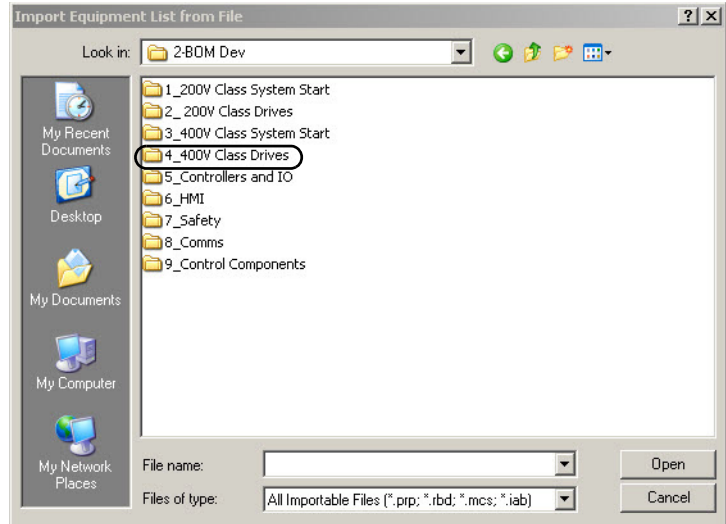 Import Equipment List from File
Look in: 2-BOM Dev
1_200V Class System Start
2_ 200V Class Drives
3_400V Class System Start
4_400V Class Drives
5_Controllers and IO
6_HMI
7_Safety
8_Comms
9_Control Components
My Recent
Documents
Desktop
My Documents
My Computer
My Network
Places
File name:
Open
Files of type: All Importable Files (*.prp; *.rbd; *.mcs; *.iab)
Cancel